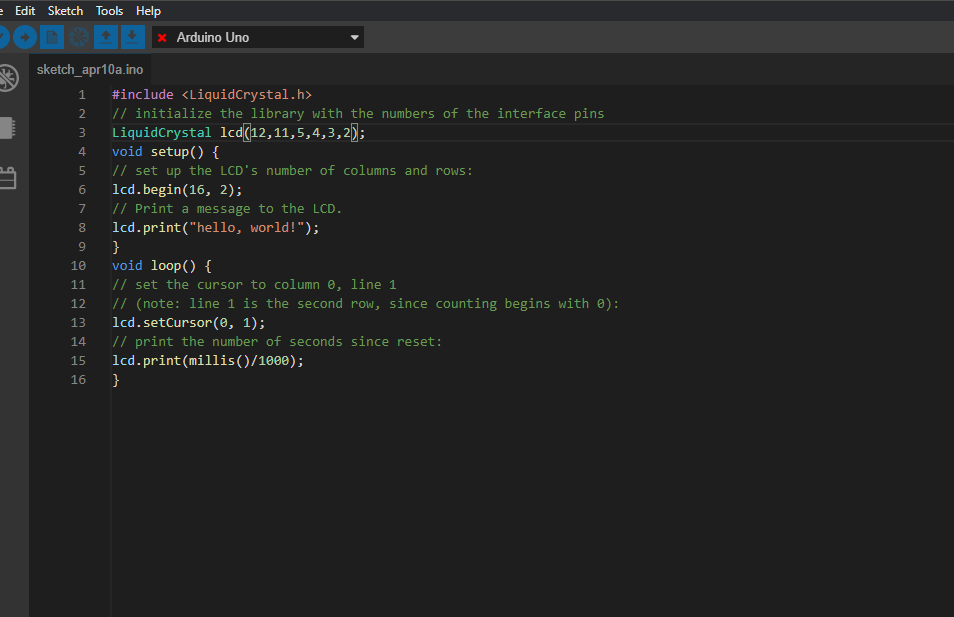 Edit Sketch Tools Help
Arduino Uno
sketch_apr10a.ino
1 #include <LiquidCrystal.h>
2 // initialize the library with the numbers of the interface pins
3 LiquidCrystal lcd(12,11,5,4,3,2);
4 void setup() {
5 // set up the LCD's number of columns and rows:
6 lcd.begin(16, 2);
7 // Print a message to the LCD.
8 lcd.print("hello, world!");
9 }
10 void loop() {
11 // set the cursor to column 0, line 1
12 // (note: line 1 is the second row, since counting begins with 0):
13 lcd.setCursor(0, 1);
14 // print the number of seconds since reset:
15 lcd.print(millis()/1000);
16 }